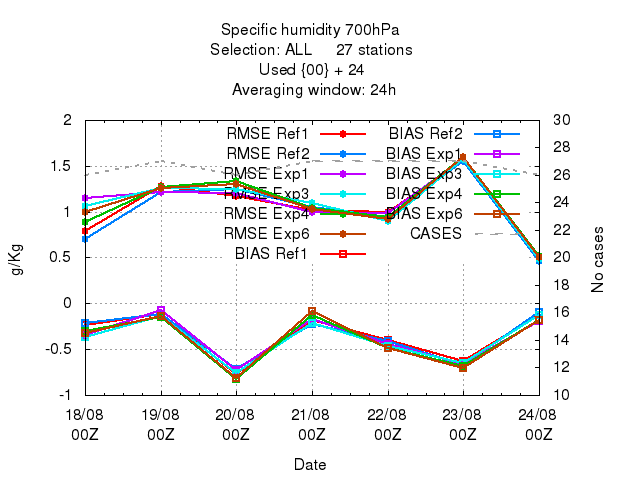 Specific humidity 700hPa
Selection: ALL 27 stations
Used {00} + 24
Averaging window: 24h
2
1.5
1
0.5
0
-0.5
-1
g/Kg
RMSE Ref1
RMSE Ref2
RMSE Exp1
RMSE Exp3
RMSE Exp4
RMSE Exp6
BIAS Ref1
BIAS Ref2
BIAS Exp1
BIAS Exp3
BIAS Exp4
BIAS Exp6
CASES
30
28
26
24
22
20
18
16
14
12
10
No cases
18/08 19/08 20/08 21/08 22/08 23/08 24/08
00Z 00Z 00Z 00Z 00Z 00Z 00Z
Date